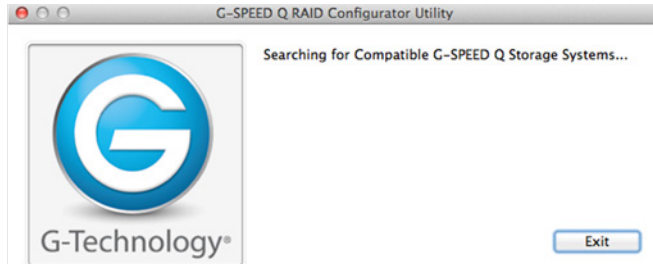 G-SPEED Q RAID Configurator Utility
Searching for Compatible G-SPEED Q Storage Systems...
G
G-Technology®
Exit